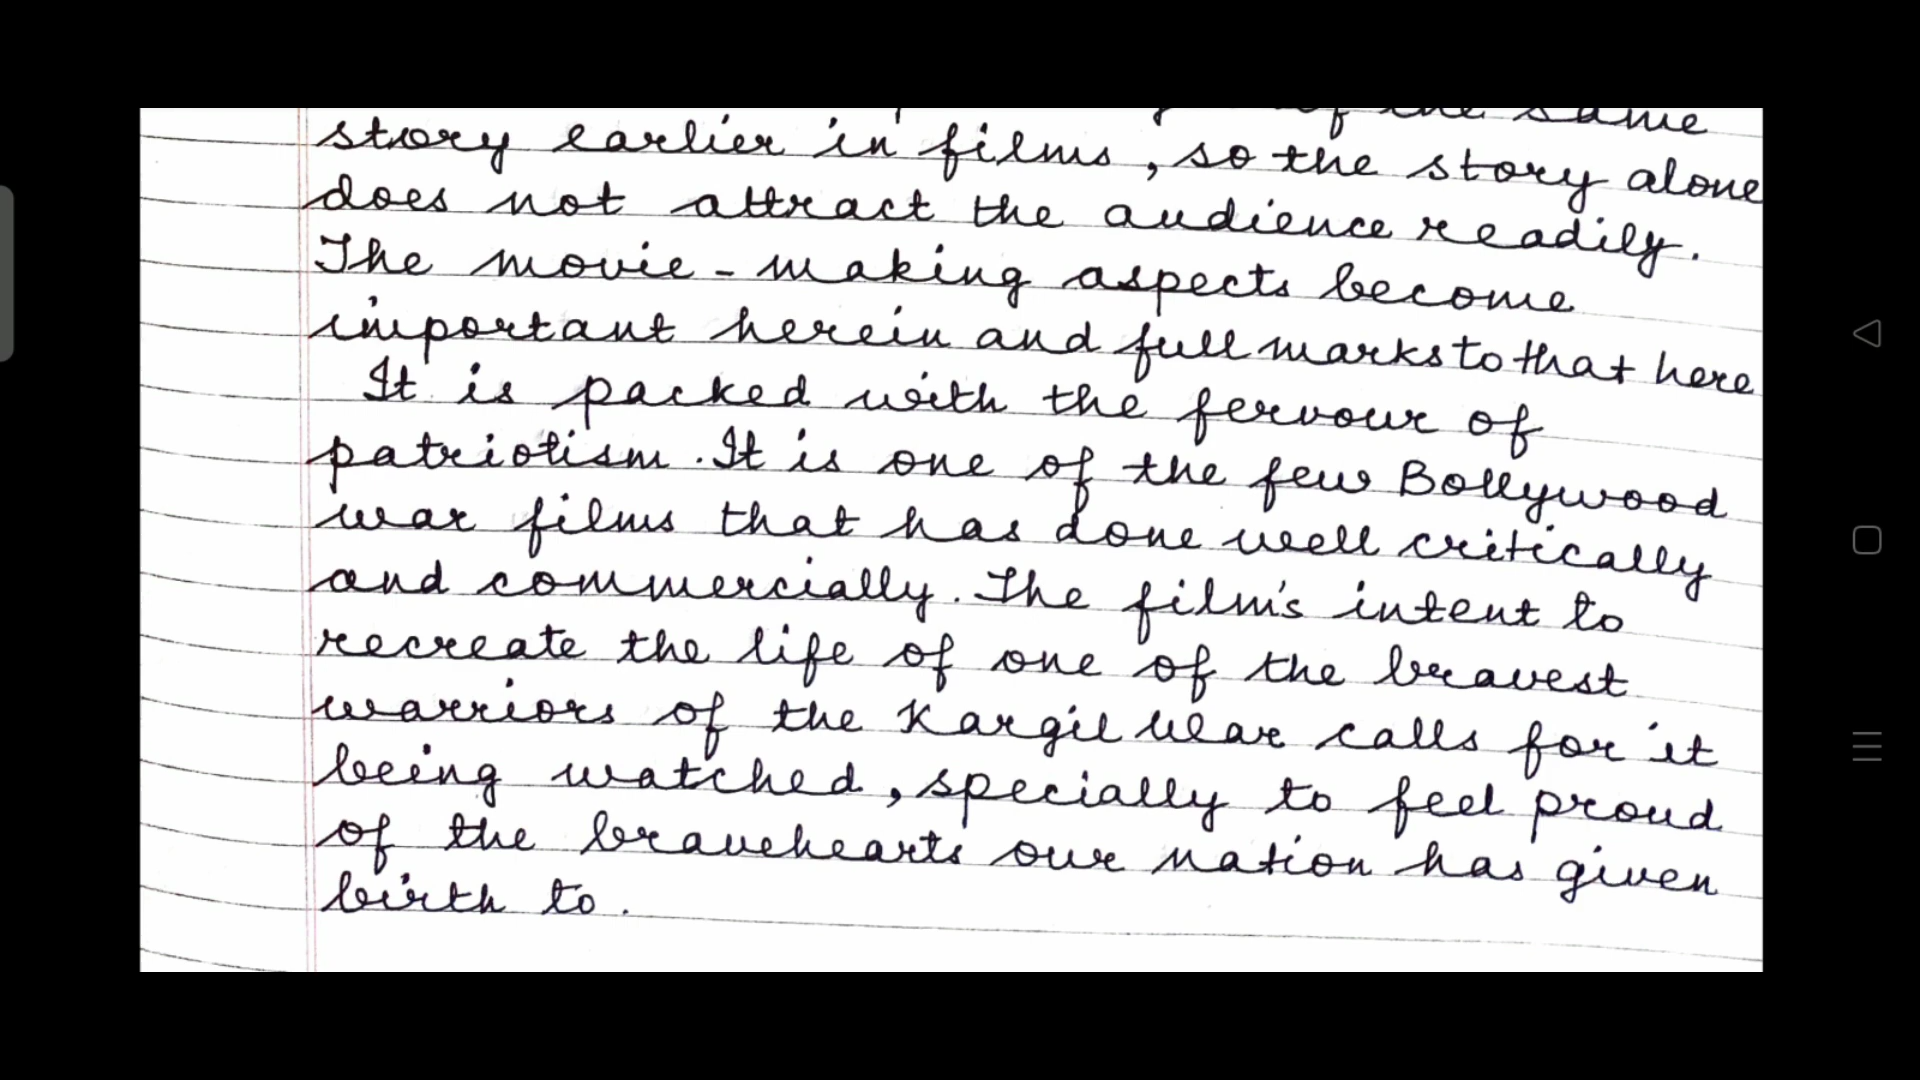 of the same
story earlier in films, so the story alone
does not attract the audience readily.
The movie-making aspects become
important herein and full marks to that here
It is packed with the fervour of
patriotism. It is one of the few Bollywood
war films that has done well critically
and commercially. The film's intent to
recreate the life of one of the bravest
warriors of the Kargil War calls for it
being watched, specially to feel proud
of the bravehearts our nation has given
birth to.